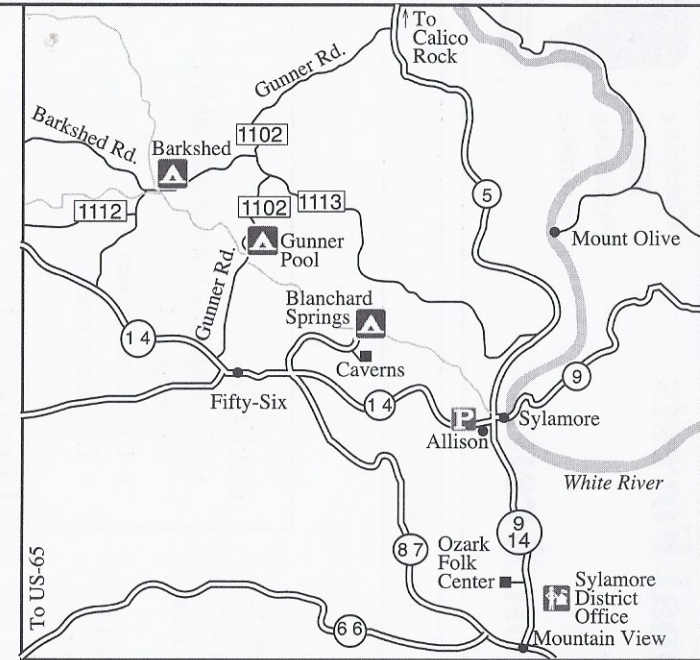 ↑ To
Calico
Rock
Gunner Rd.
Barkshed Rd.
Barkshed
1102
5
1112
1102
1113
Mount Olive
Gunner
Pool
Gunner Rd.
Blanchard
Springs
14
Caverns
9
Fifty-Six
14
P
Sylamore
Allison
White River
9
14
87
Ozark
Folk
Center
Sylamore
District
Office
To US-65
66
Mountain View